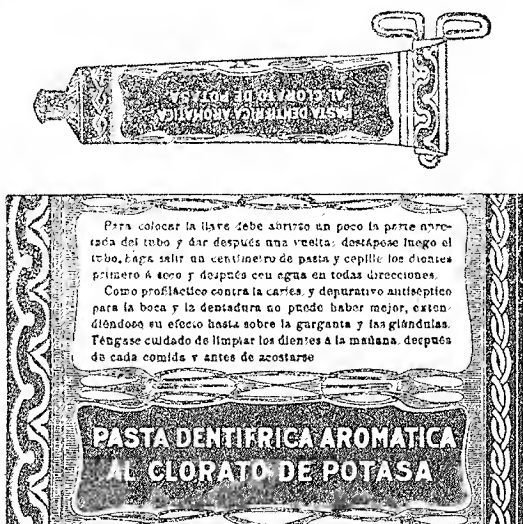 PASTA DENTIFRICA AROMATICA
AL CLORATO DE POTASA
Para colocar la llave debe abrirse un poco la parte apre-
tada del tubo y dar después una vuelta; destápese luego el
tubo, haga salir un centimetro de pasta y cepille los dientes
primero á seco y después con agua en todas direcciones.
Como profiláctico contra la caries, y depurativo antiséptico
para la boca y la dentadura no puede haber mejor, exten-
diéndose su efecto hasta sobre la garganta y las glándulas.
Téngase cuidado de limpiar los dientes a la mañana, después
de cada comida y antes de acostarse
PASTA DENTIFRICA AROMATICA
AL CLORATO DE POTASA